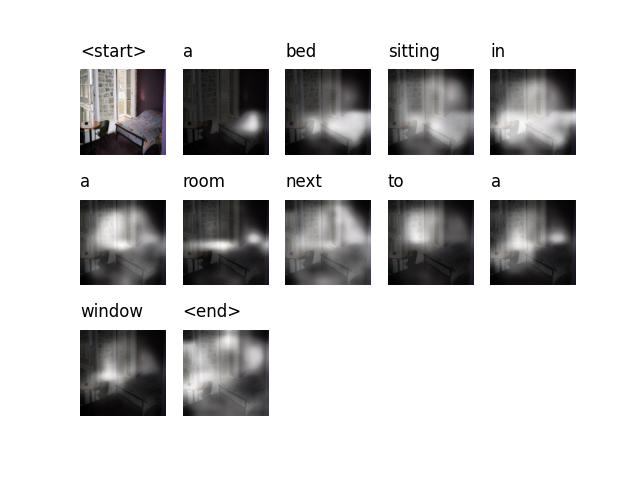 <start> a bed sitting in
a room next to a
window <end>